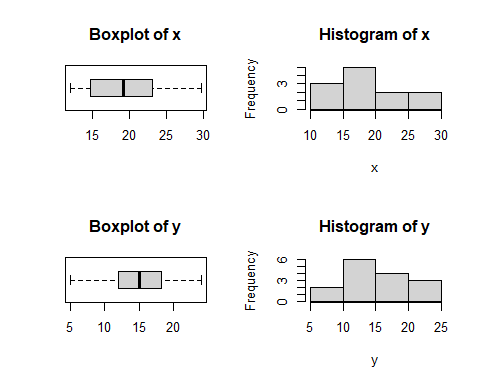 Boxplot of x
15 20 25 30
Histogram of x
Frequency
0 3
10 15 20 25 30
x
Boxplot of y
5 10 15 20
Histogram of y
Frequency
0 3 6
5 10 15 20 25
y